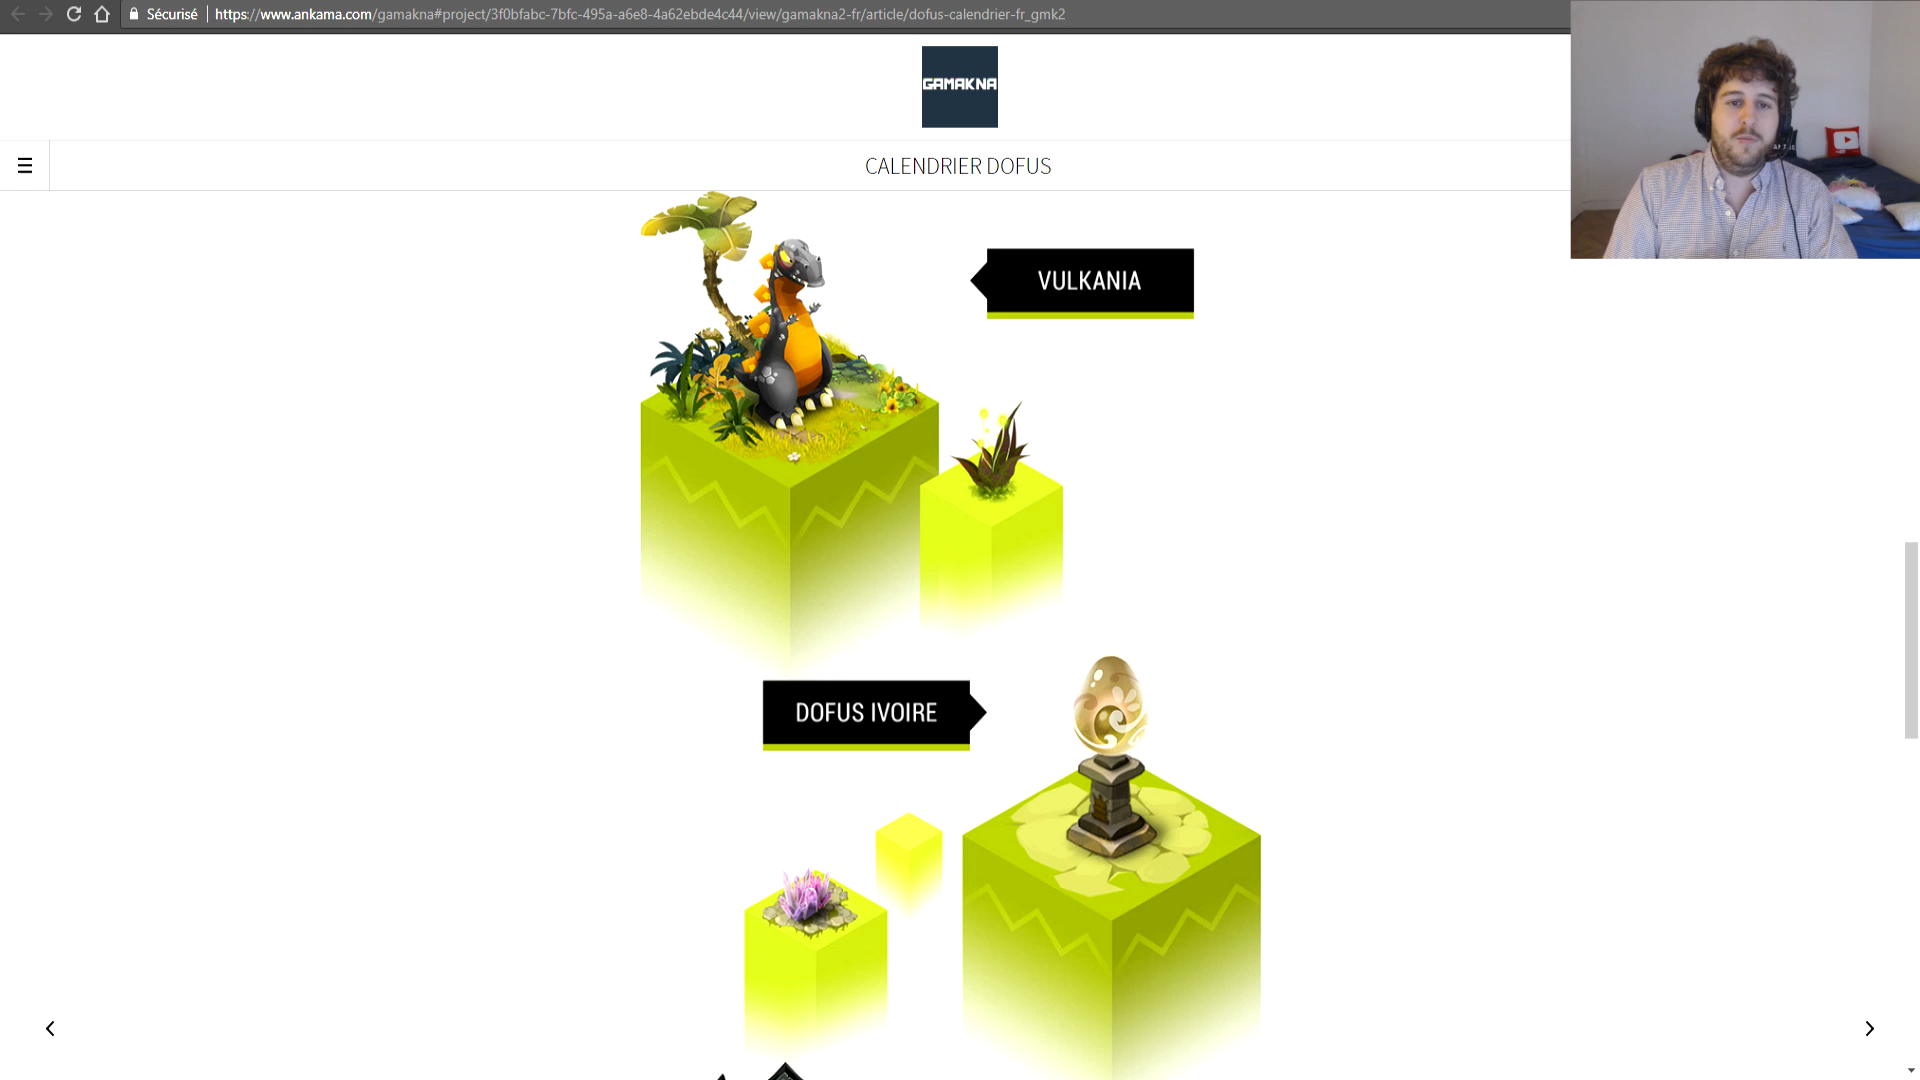 Sécurisé
https://www.ankama.com/gamakna#project/3f0bfabc-7bfc-495a-a6e8-4a62ebde4c44/view/gamakna2-fr/article/dofus-calendrier-fr_gmk2
GAMAKNA
CALENDRIER DOFUS
VULKANIA
DOFUS IVOIRE